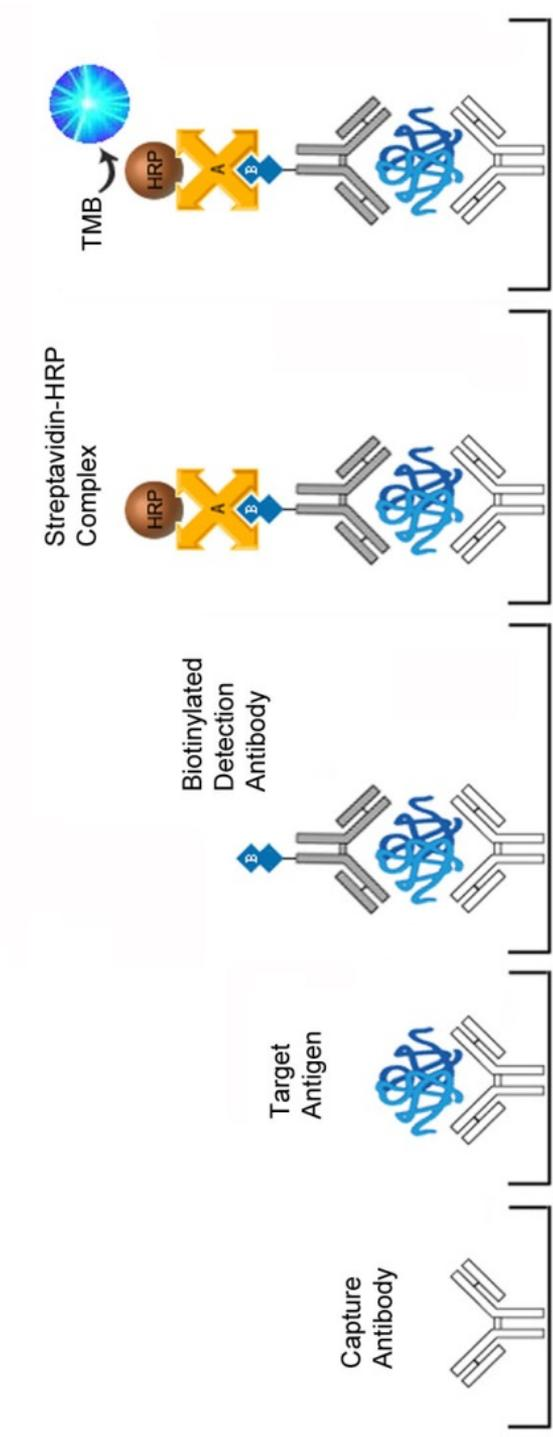 Capture
Antibody
Target
Antigen
B
Biotinylated
Detection
Antibody
Streptavidin-HRP
Complex
HRP
A
B
TMB
HRP
A
B